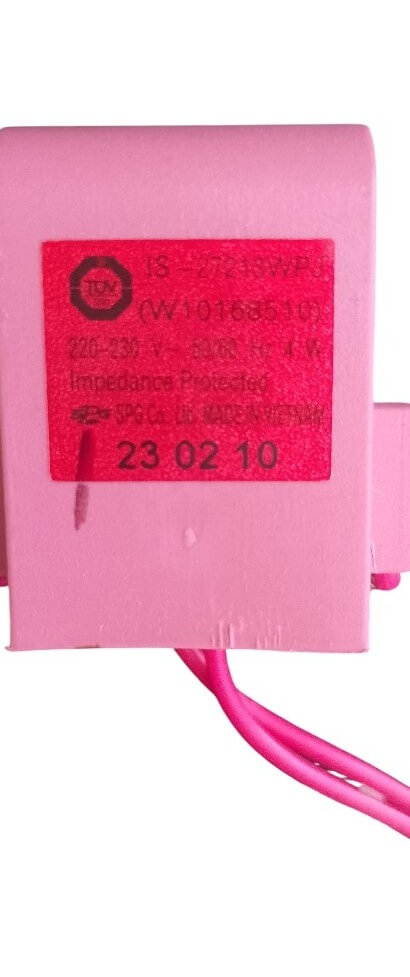 TÜV
IS-27213WPJ
(W10168510)
220-230 V~ 50/60 Hz 4 W
Impedance Protected
SPG Co. Ltd. MADE IN VIETNAM
23 02 10